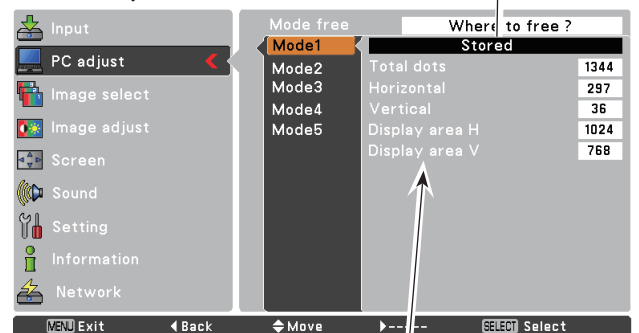 Input
PC adjust
Image select
Image adjust
Screen
Sound
Setting
Information
Network
Mode free
Where to free ?
Mode1
Mode2
Mode3
Mode4
Mode5
Stored
Total dots 1344
Horizontal 297
Vertical 36
Display area H 1024
Display area V 768
MENU Exit Back Move ----- SELECT Select